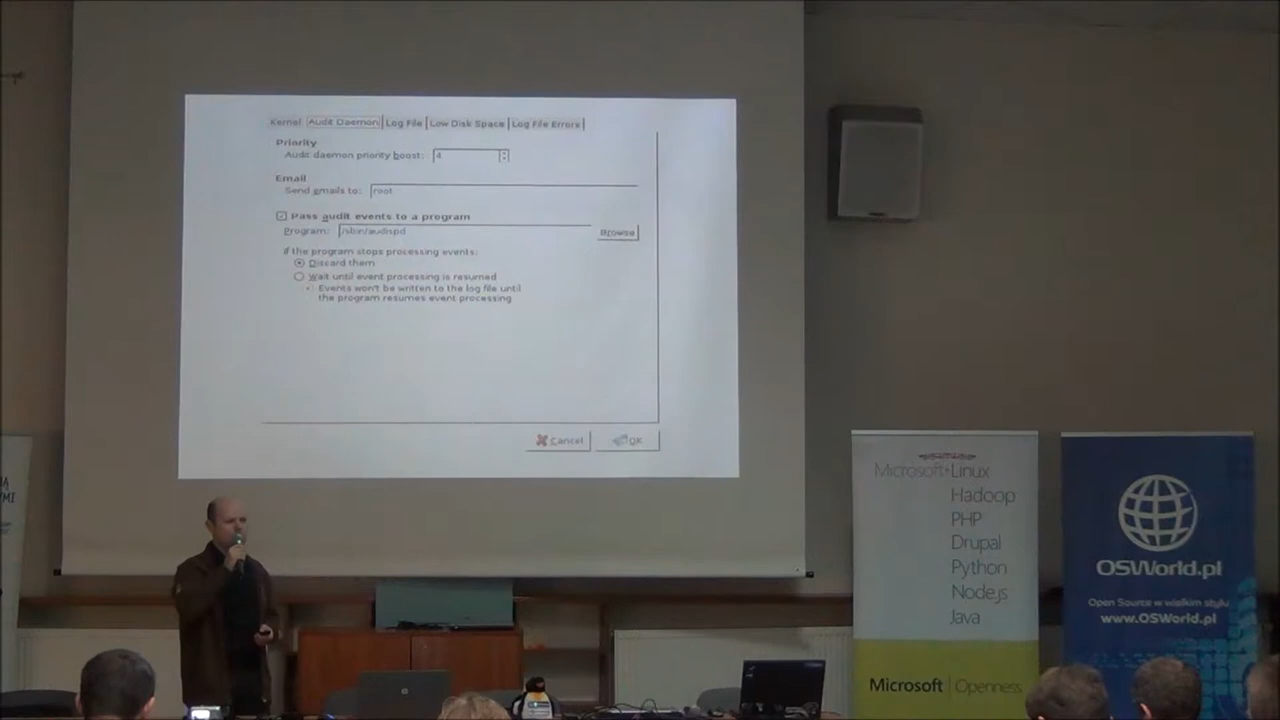 Kernel Audit Daemon Log File Low Disk Space Log File Errors
Priority
Audit daemon priority boost: 4
Email
Send emails to: root
Pass audit events to a program
Program: /sbin/audispd Browse
If the program stops processing events:
Discard them
Wait until event processing is resumed
Events won't be written to the log file until
the program resumes event processing
Cancel OK
Microsoft+Linux
Hadoop
PHP
Drupal
Python
Nodejs
Java
Microsoft | Openness
OSWorld.pl
Open Source w wielkim stylu
www.OSWorld.pl